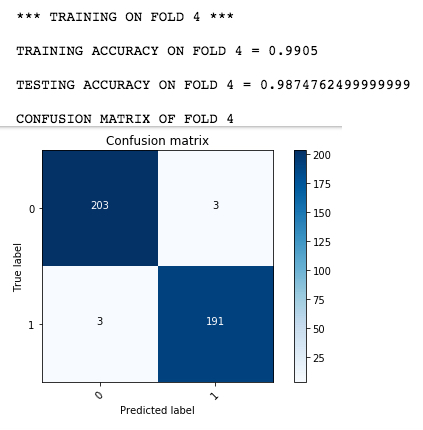 *** TRAINING ON FOLD 4 ***
TRAINING ACCURACY ON FOLD 4 = 0.9905
TESTING ACCURACY ON FOLD 4 = 0.9874762499999999
CONFUSION MATRIX OF FOLD 4
Confusion matrix
0
203
3
1
3
191
0
1
True label
Predicted label
200
175
150
125
100
75
50
25